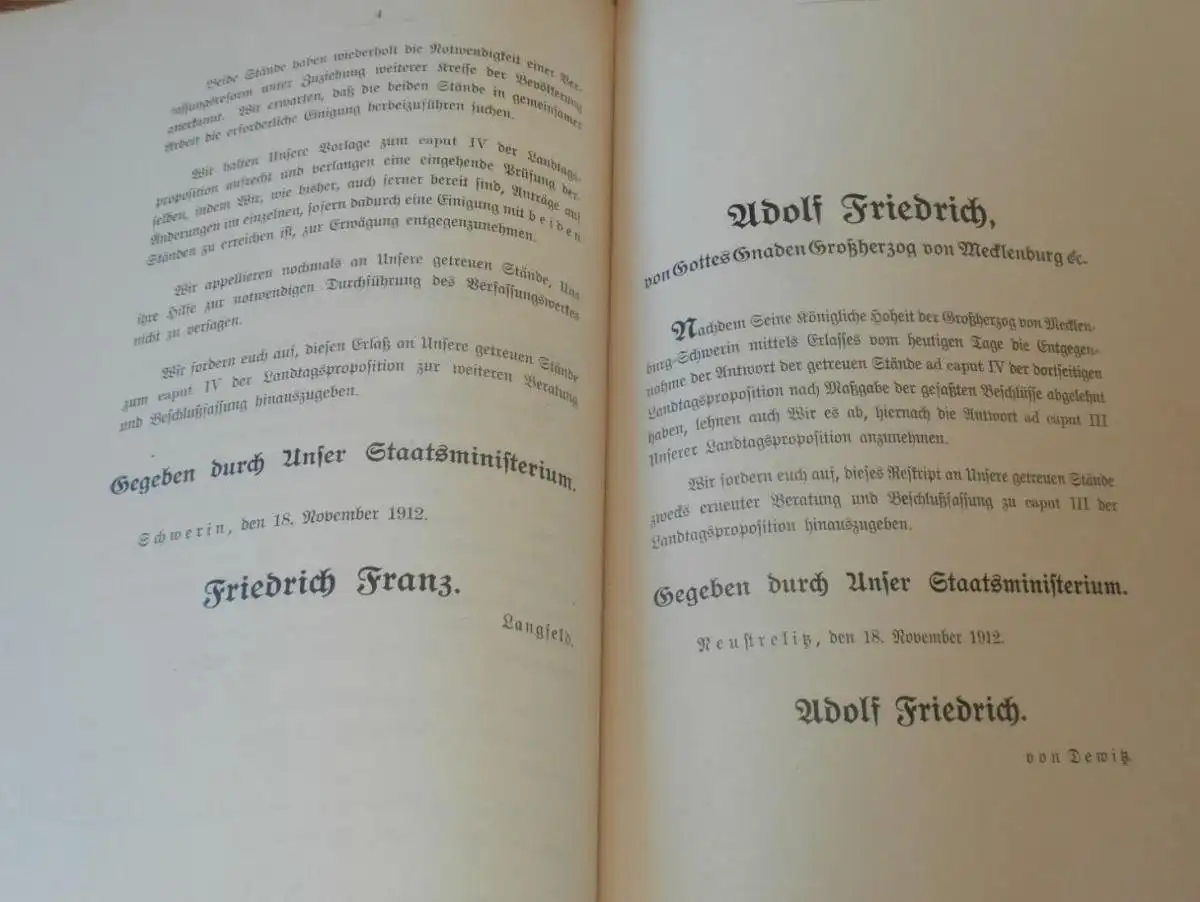 4
Beide Stände haben wiederholt die Notwendigkeit einer Ver-
fassungsreform unter Zuziehung weiterer Kreise der Bevölkerung
anerkannt. Wir erwarten, daß die beiden Stände in gemeinsamer
Arbeit die erforderliche Einigung herbeizuführen suchen.
Wir halten Unsere Vorlage zum caput IV der Landtags-
proposition aufrecht und verlangen eine eingehende Prüfung der-
selben, indem Wir, wie bisher, auch ferner bereit sind, Anträge auf
Änderungen im einzelnen, sofern dadurch eine Einigung mit beiden
Ständen zu erreichen ist, zur Erwägung entgegenzunehmen.
Wir appellieren nochmals an Unsere getreuen Stände, Uns
ihre Hilfe zur notwendigen Durchführung des Verfassungswerkes
nicht zu versagen.
Wir fordern euch auf, diesen Erlaß an Unsere getreuen Stände
zum caput IV der Landtagsproposition zur weiteren Beratung
und Beschlußfassung hinauszugeben.
Gegeben durch Unser Staatsministerium.
Schwerin, den 18. November 1912.
Friedrich Franz.
Langfeld.
Adolf Friedrich,
von Gottes Gnaden Großherzog von Mecklenburg &c.
Nachdem Seine Königliche Hoheit der Großherzog von Mecklen-
burg-Schwerin mittels Erlasses vom heutigen Tage die Entgegen-
nahme der Antwort der getreuen Stände ad caput IV der dortseitigen
Landtagsproposition nach Maßgabe der gefaßten Beschlüsse abgelehnt
haben, lehnen auch Wir es ab, hiernach die Antwort ad caput III
Unserer Landtagsproposition anzunehmen.
Wir fordern euch auf, dieses Reskript an Unsere getreuen Stände
zwecks erneuter Beratung und Beschlußfassung zu caput III der
Landtagsproposition hinauszugeben.
Gegeben durch Unser Staatsministerium.
Neustrelitz, den 18. November 1912.
Adolf Friedrich.
von Dewitz